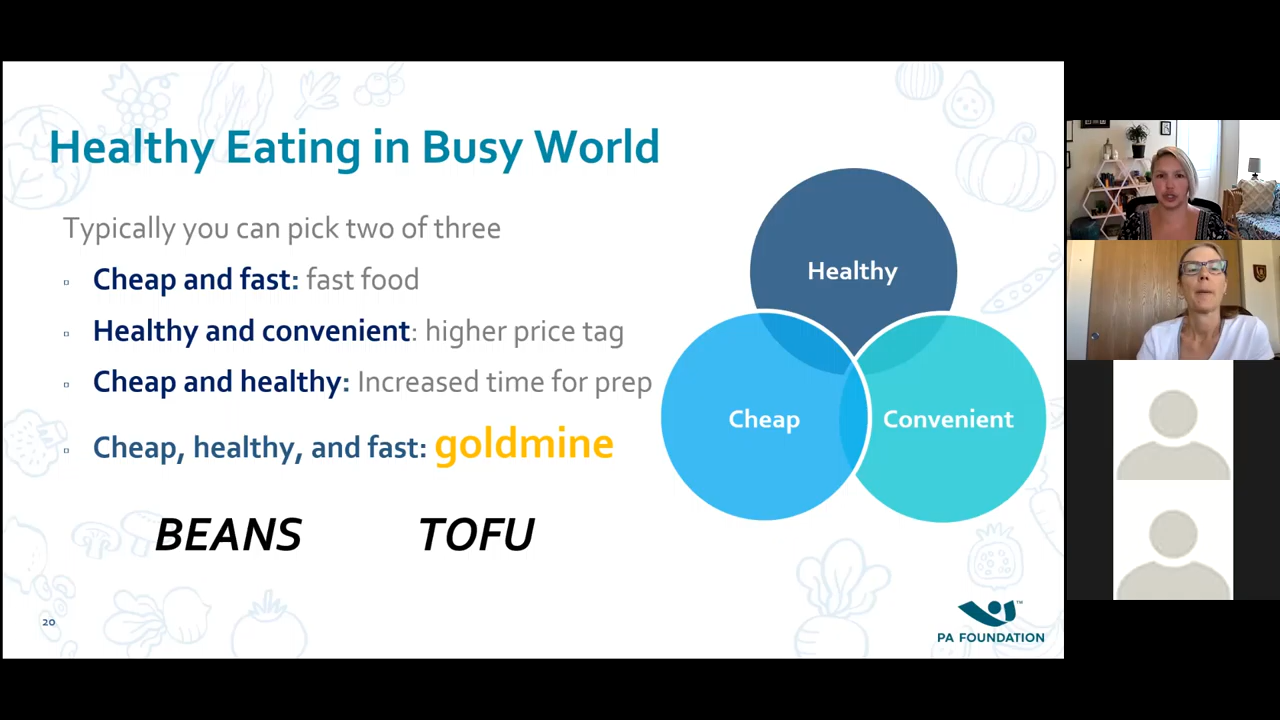 Healthy Eating in Busy World
Typically you can pick two of three
Cheap and fast: fast food
Healthy and convenient: higher price tag
Cheap and healthy: Increased time for prep
Cheap, healthy, and fast: goldmine
BEANS TOFU
Healthy
Cheap
Convenient
20
PA FOUNDATION™